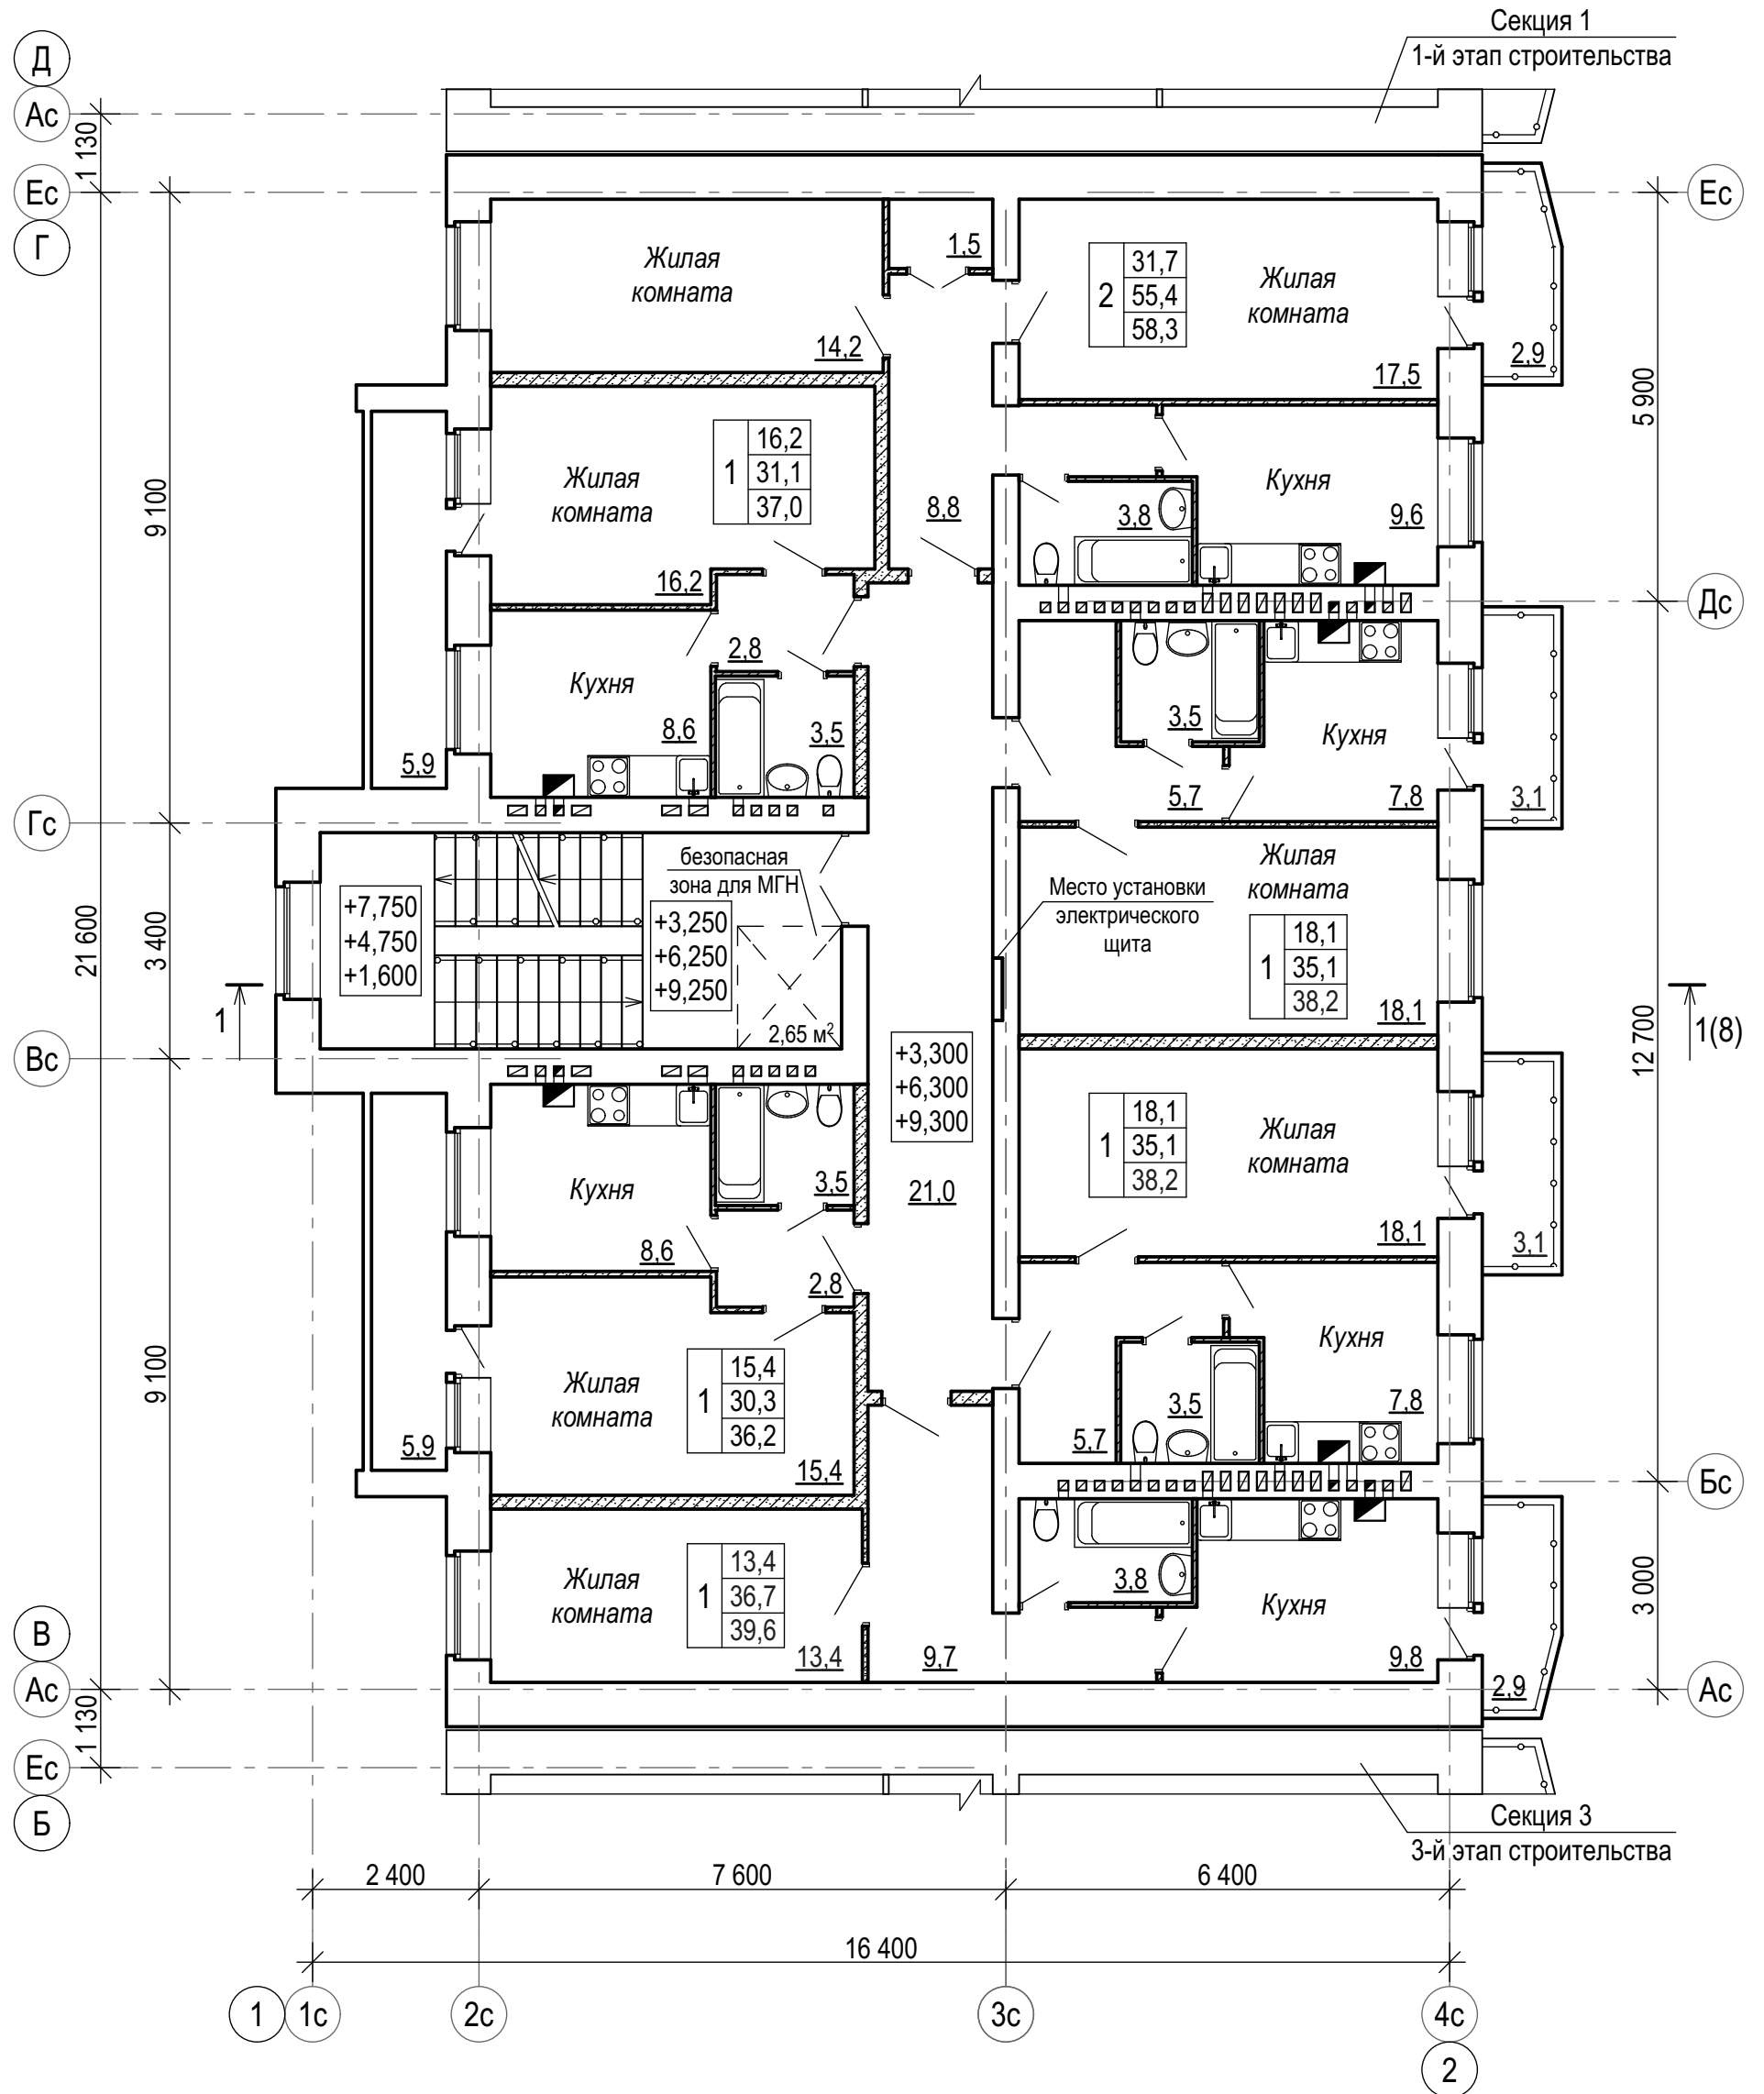 Секция 1
1-й этап строительства
Д
Ас
1 130
Ес
Ес
Г
Жилая
комната
14,2
1,5
2
31,7
55,4
58,3
Жилая
комната
17,5
2,9
5 900
9 100
Жилая
комната
16,2
1
16,2
31,1
37,0
8,8
3,8
Кухня
9,6
Дс
2,8
Кухня
8,6
3,5
5,9
3,5
Кухня
5,7
7,8
3,1
Гс
безопасная
зона для МГН
+7,750
+4,750
+1,600
+3,250
+6,250
+9,250
2,65 м²
Место установки
электрического
щита
Жилая
комната
1
18,1
35,1
38,2
18,1
21 600
3 400
12 700
1
1(8)
Вс
+3,300
+6,300
+9,300
21,0
1
18,1
35,1
38,2
Жилая
комната
18,1
3,1
Кухня
3,5
8,6
2,8
9 100
Жилая
комната
1
15,4
30,3
36,2
15,4
5,9
Кухня
3,5
7,8
5,7
Бс
Жилая
комната
1
13,4
36,7
39,6
13,4
9,7
3,8
Кухня
9,8
2,9
3 000
В
Ас
Ас
1 130
Ес
Б
Секция 3
3-й этап строительства
2 400
7 600
6 400
16 400
1
1с
2с
3с
4с
2